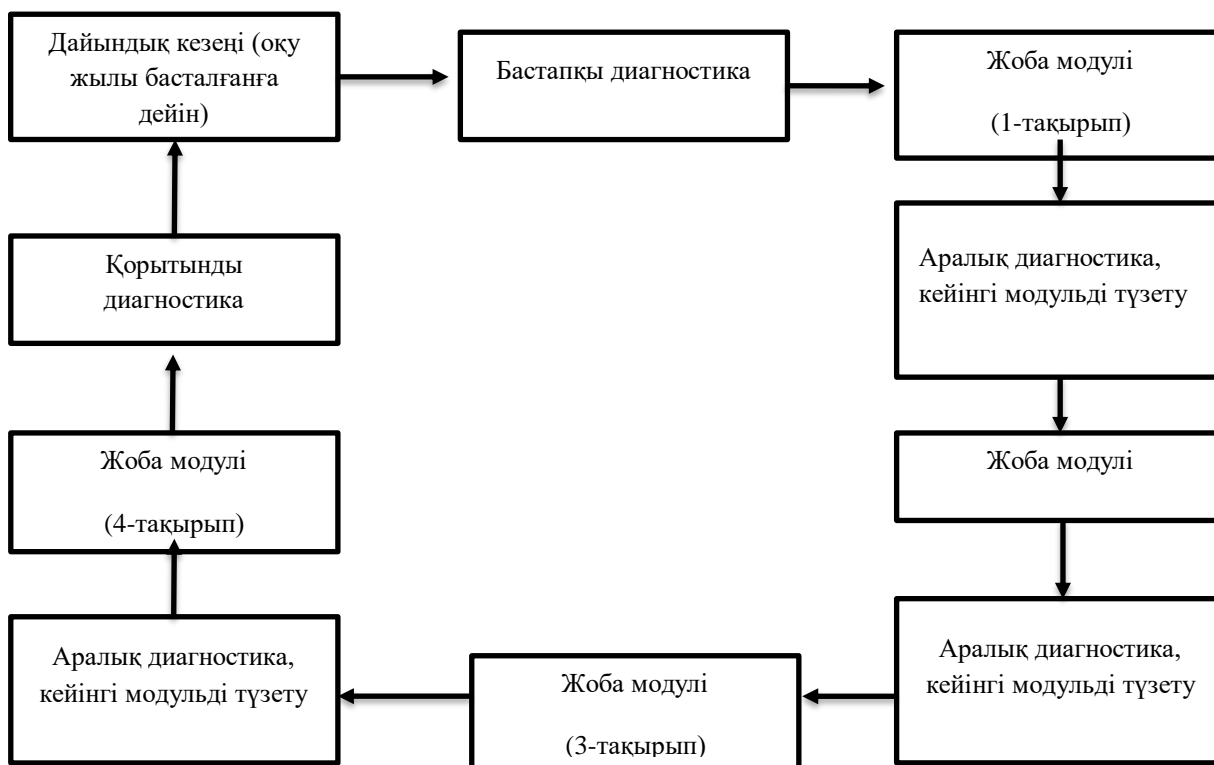 Дайындық кезеңі (оқу
жылы басталғанға
дейін)
Бастапқы диагностика
Жоба модулі
(1-тақырып)
Аралық диагностика,
кейінгі модульді түзету
Жоба модулі
Аралық диагностика,
кейінгі модульді түзету
Жоба модулі
(3-тақырып)
Аралық диагностика,
кейінгі модульді түзету
Жоба модулі
(4-тақырып)
Қорытынды
диагностика